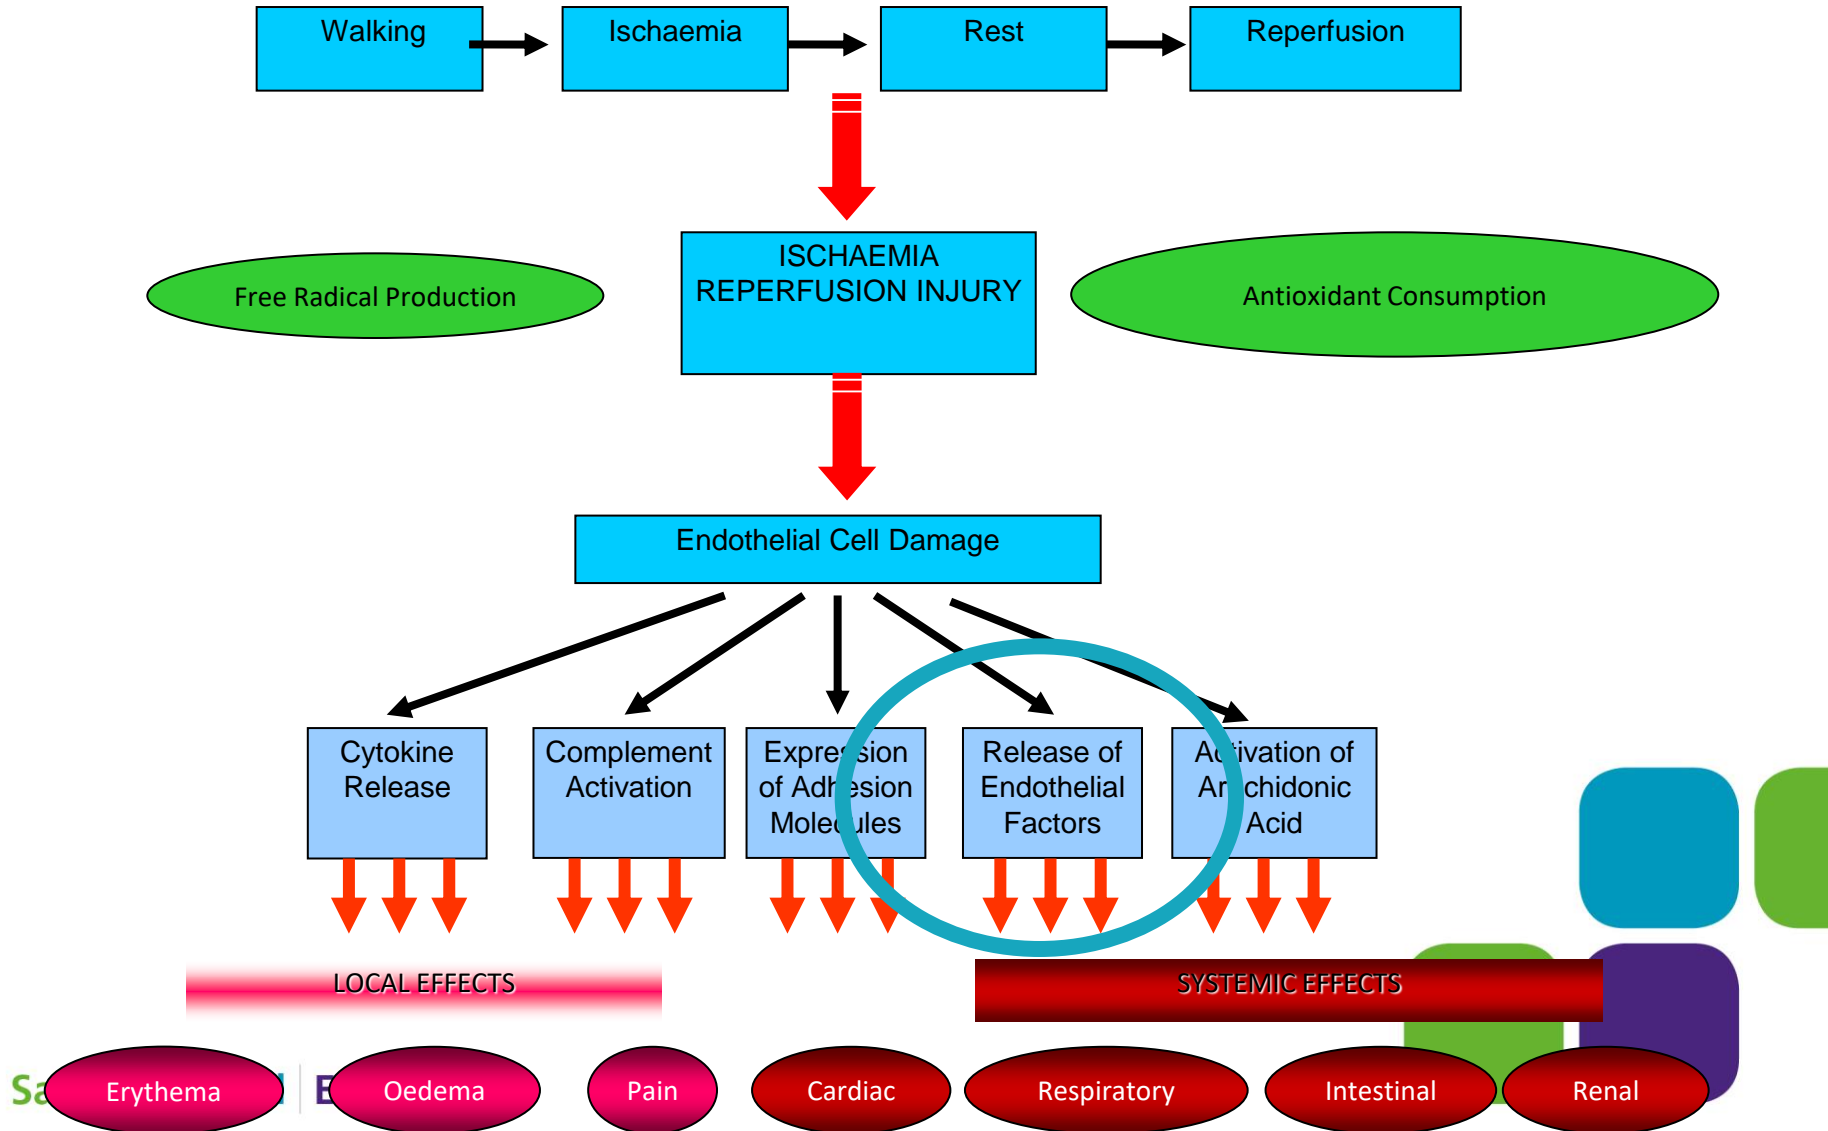 Walking
Ischaemia
Rest
Reperfusion
ISCHAEMIA
REPERFUSION INJURY
Free Radical Production
Antioxidant Consumption
Endothelial Cell Damage
Cytokine
Release
Complement
Activation
Expression
of Adhesion
Molecules
Release of
Endothelial
Factors
Activation of
Arachidonic
Acid
LOCAL EFFECTS
SYSTEMIC EFFECTS
Erythema
Oedema
Pain
Cardiac
Respiratory
Intestinal
Renal